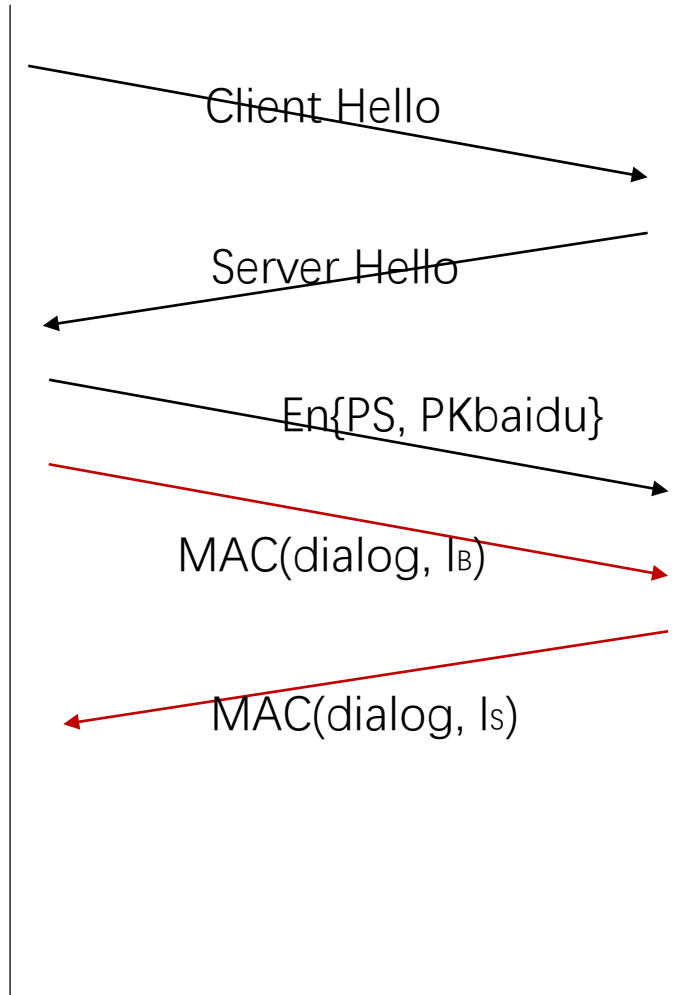 Client Hello
Server Hello
En{PS, PKbaidu}
MAC(dialog, IB)
MAC(dialog, IS)